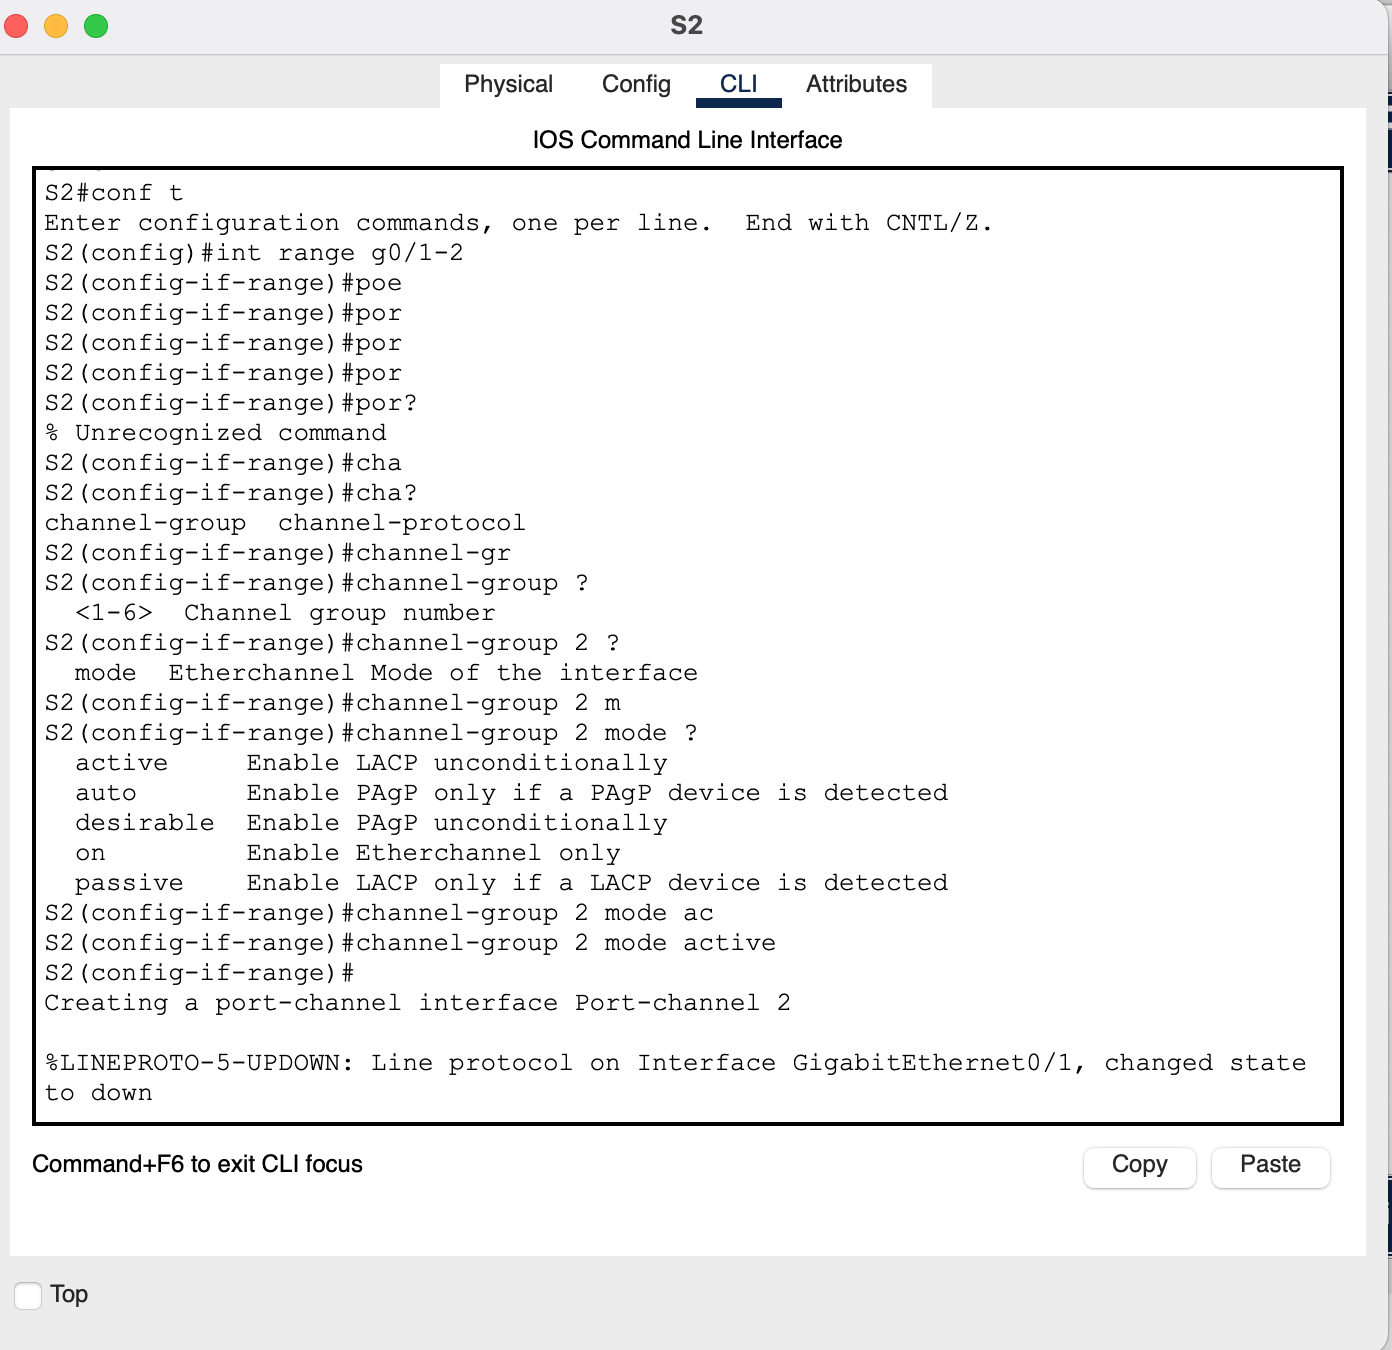 S2
Physical Config CLI Attributes
IOS Command Line Interface
S2#conf t
Enter configuration commands, one per line.  End with CNTL/Z.
S2(config)#int range g0/1-2
S2(config-if-range)#poe
S2(config-if-range)#por
S2(config-if-range)#por
S2(config-if-range)#por
S2(config-if-range)#por?
% Unrecognized command
S2(config-if-range)#cha
S2(config-if-range)#cha?
channel-group  channel-protocol
S2(config-if-range)#channel-gr
S2(config-if-range)#channel-group ?
  <1-6>  Channel group number
S2(config-if-range)#channel-group 2 ?
  mode  Etherchannel Mode of the interface
S2(config-if-range)#channel-group 2 m
S2(config-if-range)#channel-group 2 mode ?
  active     Enable LACP unconditionally
  auto       Enable PAgP only if a PAgP device is detected
  desirable  Enable PAgP unconditionally
  on         Enable Etherchannel only
  passive    Enable LACP only if a LACP device is detected
S2(config-if-range)#channel-group 2 mode ac
S2(config-if-range)#channel-group 2 mode active
S2(config-if-range)#
Creating a port-channel interface Port-channel 2
%LINEPROTO-5-UPDOWN: Line protocol on Interface GigabitEthernet0/1, changed state
to down
Command+F6 to exit CLI focus
Copy Paste
Top